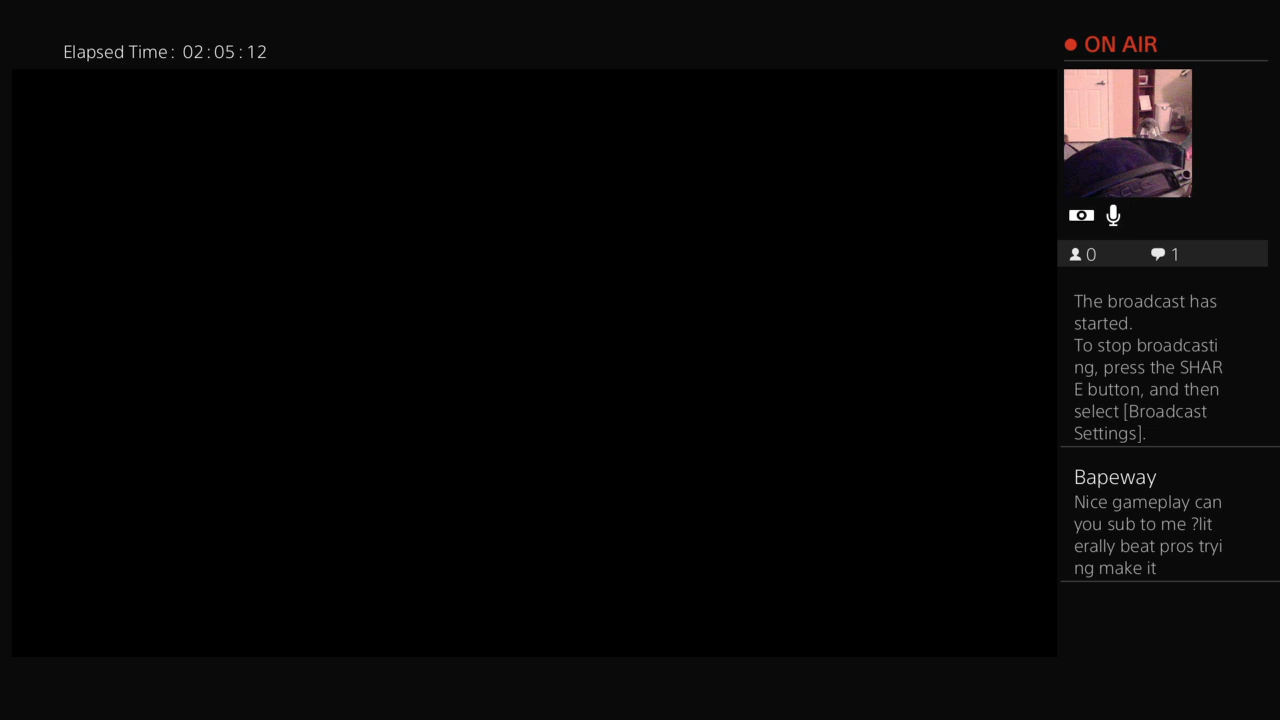 Elapsed Time: 02:05:12
ON AIR
0 1
The broadcast has
started.
To stop broadcasti
ng, press the SHAR
E button, and then
select [Broadcast
Settings].
Bapeway
Nice gameplay can
you sub to me ?lit
erally beat pros tryi
ng make it